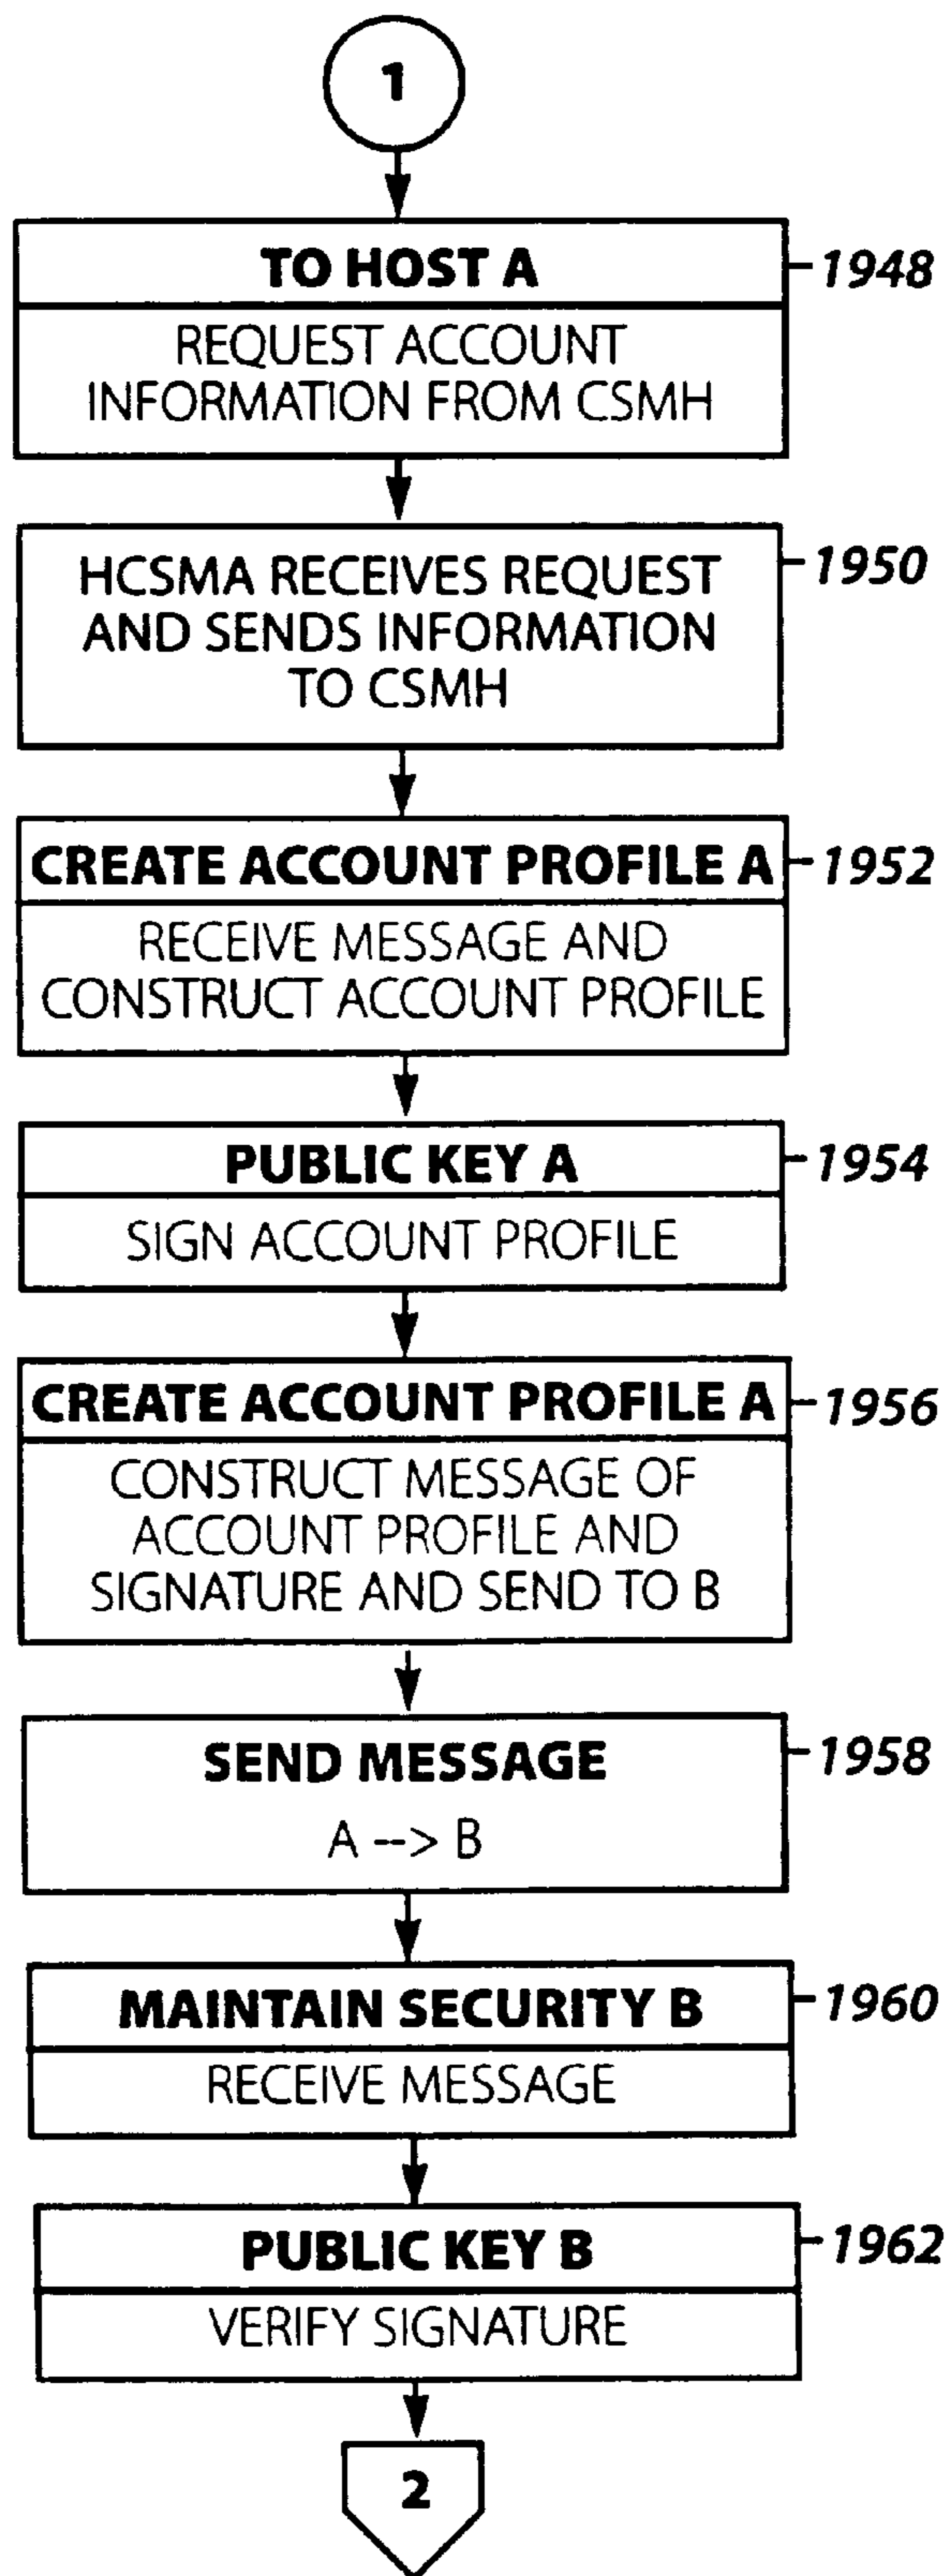 1
TO HOST A
1948
REQUEST ACCOUNT
INFORMATION FROM CSMH
HCSMA RECEIVES REQUEST
AND SENDS INFORMATION
TO CSMH
1950
CREATE ACCOUNT PROFILE A
1952
RECEIVE MESSAGE AND
CONSTRUCT ACCOUNT PROFILE
PUBLIC KEY A
1954
SIGN ACCOUNT PROFILE
CREATE ACCOUNT PROFILE A
1956
CONSTRUCT MESSAGE OF
ACCOUNT PROFILE AND
SIGNATURE AND SEND TO B
SEND MESSAGE
1958
A --> B
MAINTAIN SECURITY B
1960
RECEIVE MESSAGE
PUBLIC KEY B
1962
VERIFY SIGNATURE
2